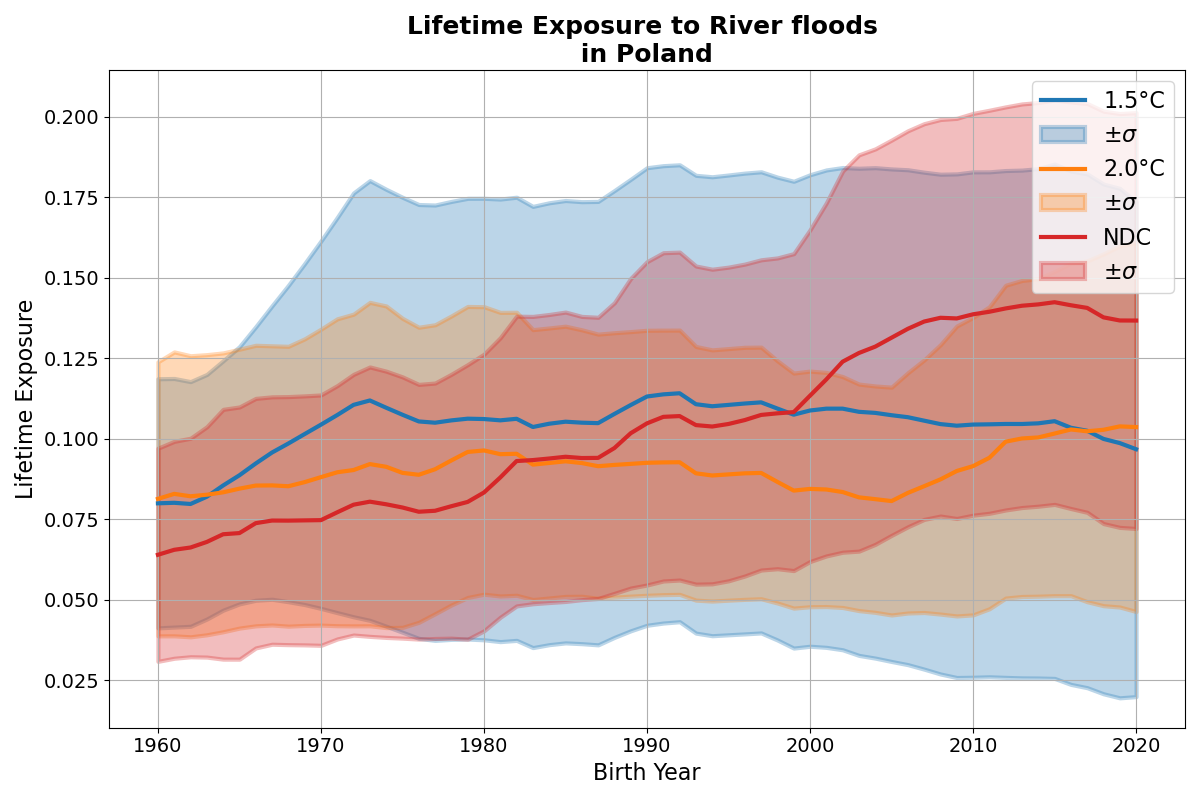 Lifetime Exposure to River floods
in Poland
1.5°C
±σ
2.0°C
±σ
NDC
±σ
Lifetime Exposure
0.200
0.175
0.150
0.125
0.100
0.075
0.050
0.025
1960 1970 1980 1990 2000 2010 2020
Birth Year